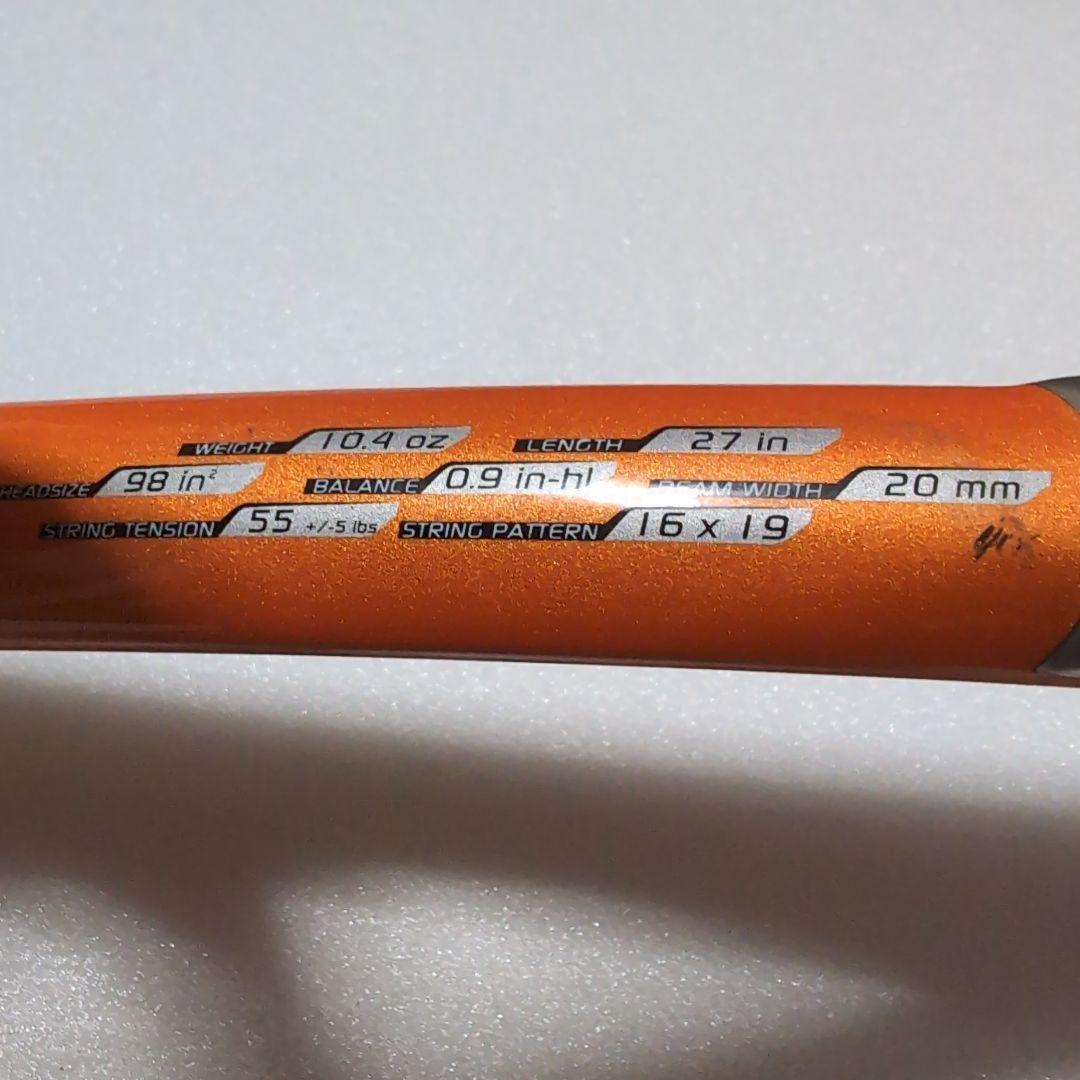 WEIGHT 10.4 oz LENGTH 27 in
HEADSIZE 98 in² BALANCE 0.9 in-hl BEAM WIDTH 20 mm
STRING TENSION 55 +/-5 lbs STRING PATTERN 16 x 19